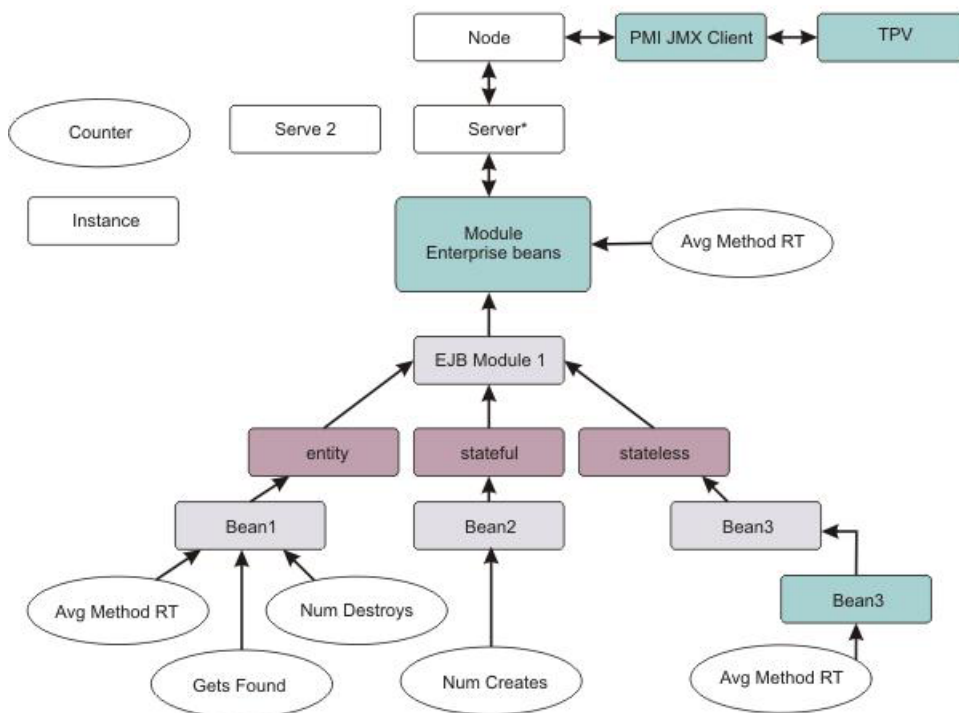 Node
PMI JMX Client
TPV
Counter
Serve 2
Server*
Instance
Module
Enterprise beans
Avg Method RT
EJB Module 1
entity
stateful
stateless
Bean1
Bean2
Bean3
Avg Method RT
Num Destroys
Bean3
Gets Found
Num Creates
Avg Method RT